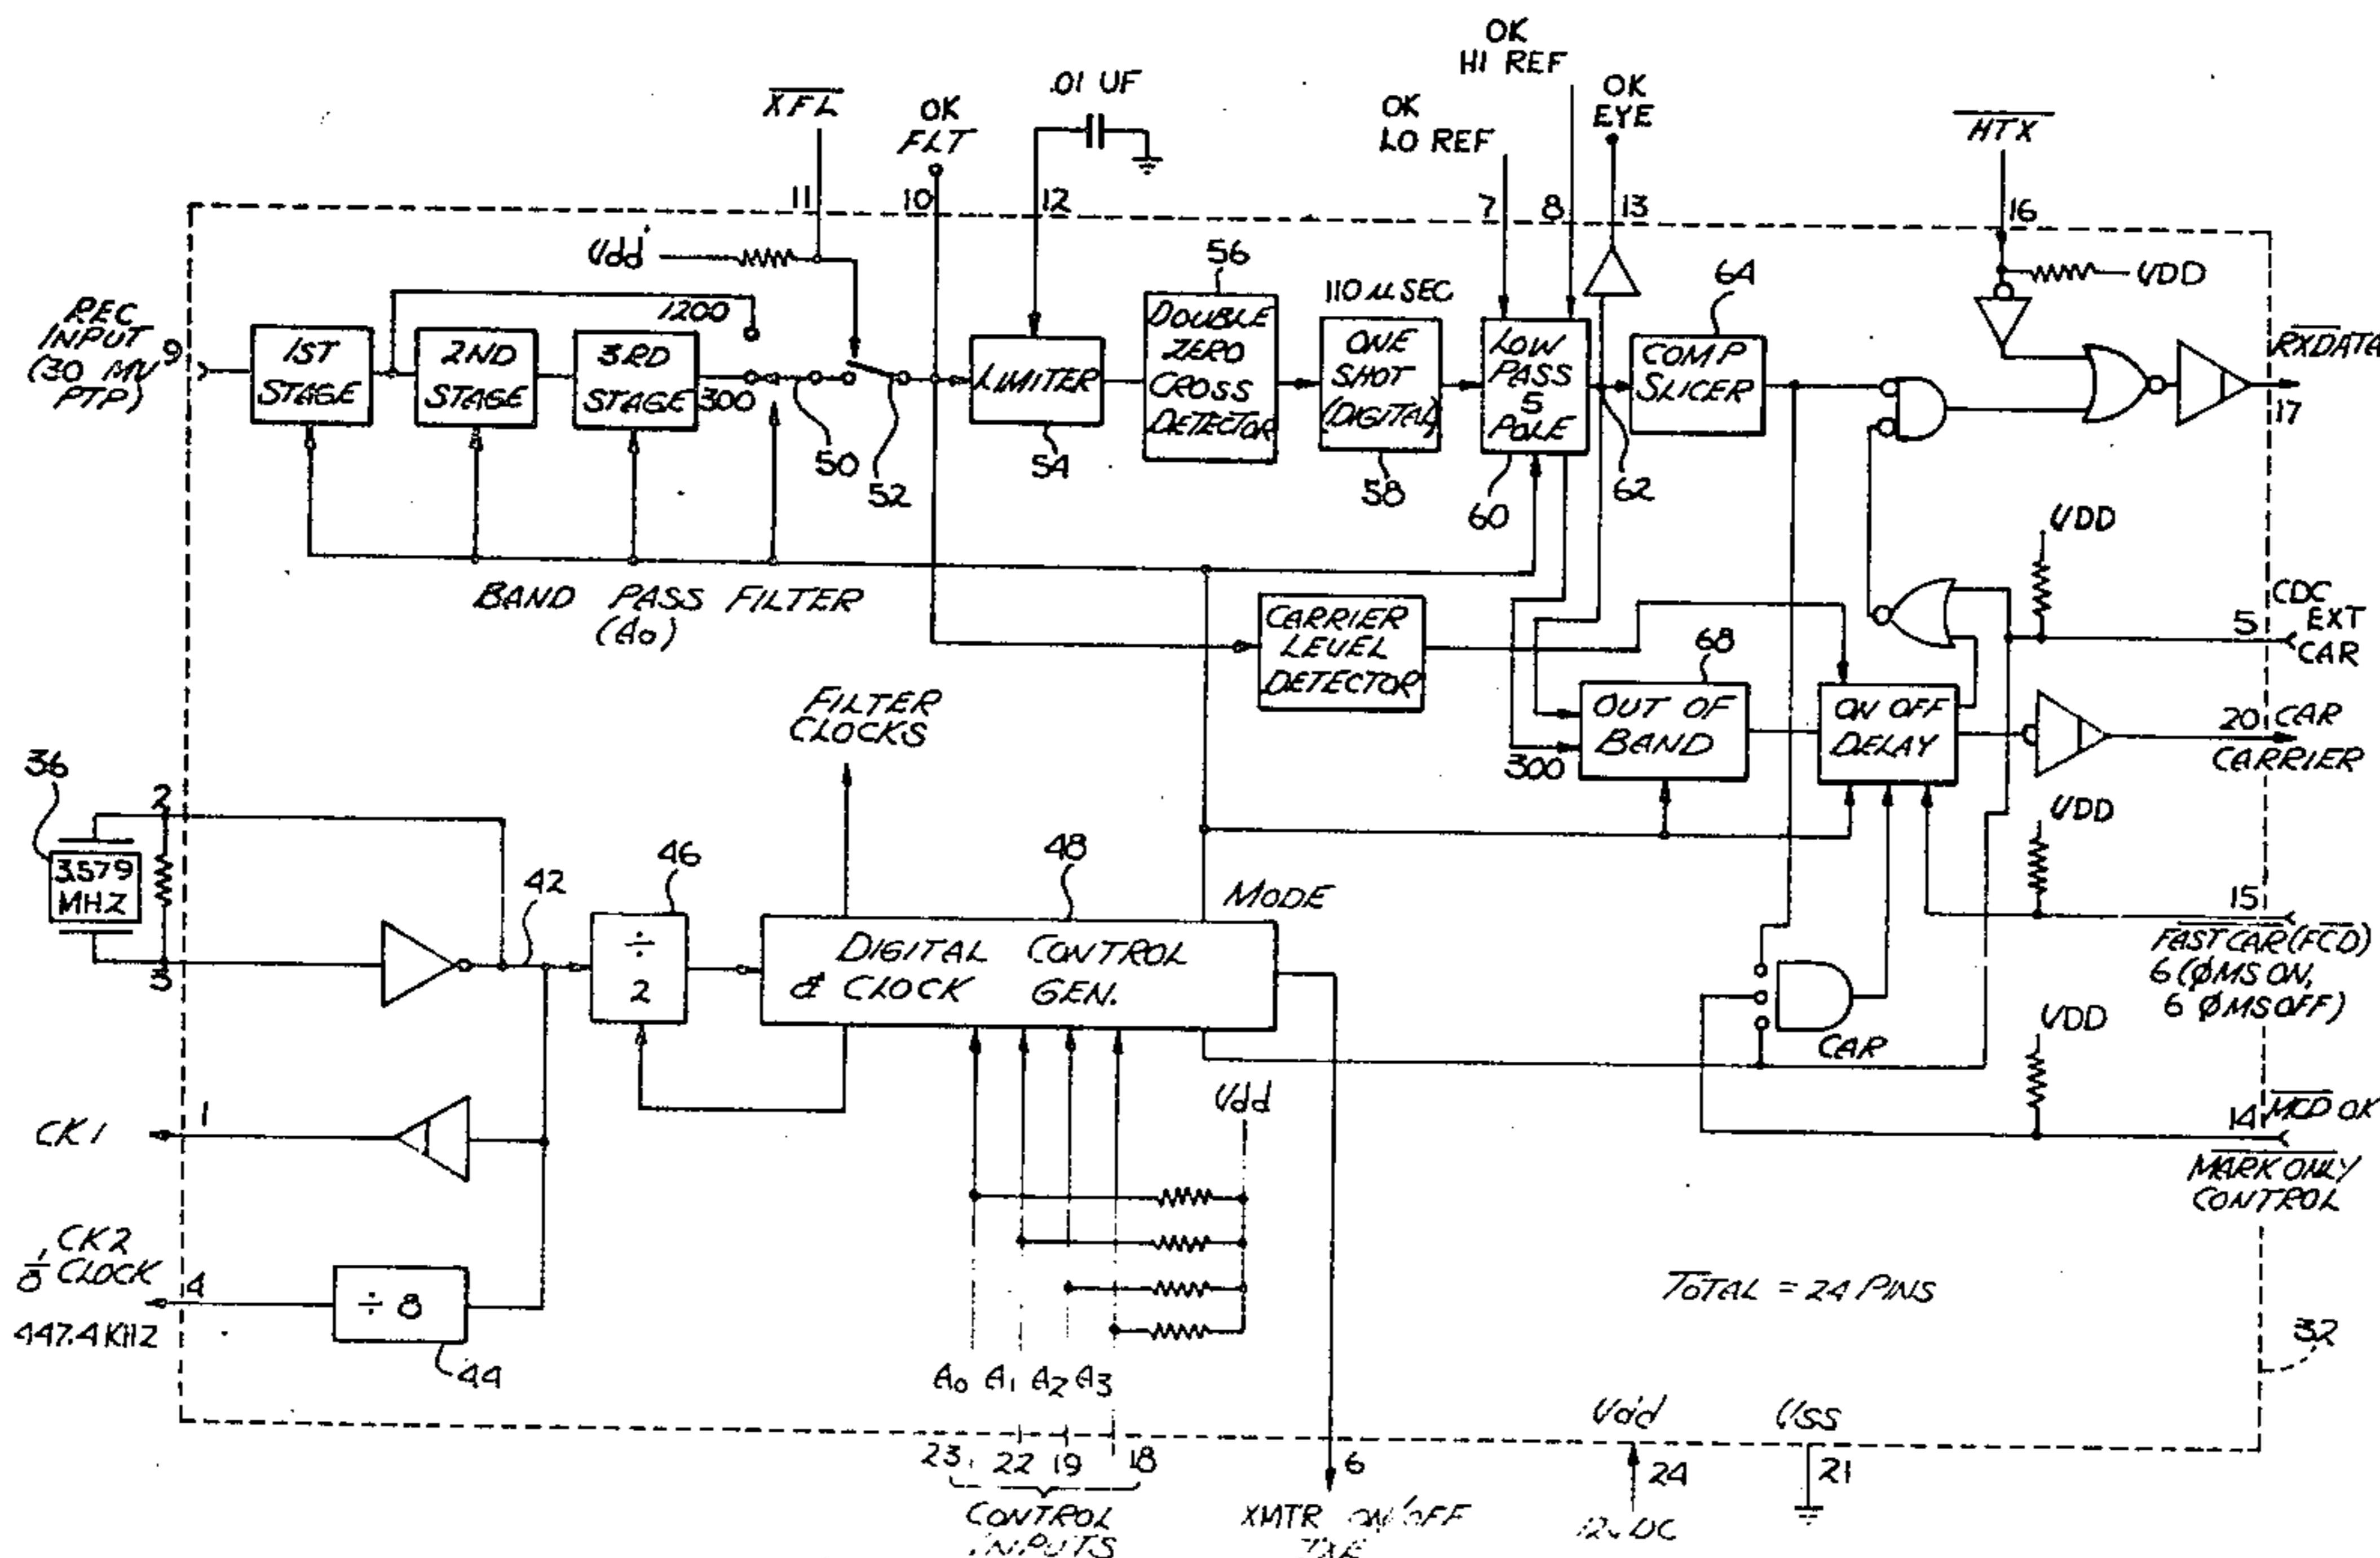 OK
HI REF
OK
EYE
.01 UF
XFL
OK
FLT
OK
LO REF
HTX
11
10
12
7
8
13
16
Vdd
56
64
VDD
REC
INPUT
(30 MV
PTP)
9
1ST
STAGE
2ND
STAGE
3RD
STAGE
1200
300
LIMITER
DOUBLE
ZERO
CROSS
DETECTOR
110 µSEC
ONE
SHOT
(DIGITAL)
LOW
PASS
5
POLE
COMP
SLICER
RXDATA
17
50
52
54
58
60
62
VDD
BAND PASS FILTER
(A0)
CARRIER
LEVEL
DETECTOR
5
CDC
EXT
CAR
68
OUT OF
BAND
300
ON OFF
DELAY
20
CAR
CARRIER
FILTER
CLOCKS
36
2
3.579
MHZ
3
42
46
÷
2
48
MODE
DIGITAL CONTROL
& CLOCK GEN.
VDD
15
FAST CAR (FCD)
6 (ØMS ON,
6 ØMS OFF)
CAR
VDD
14
MCD OK
MARK ONLY
CONTROL
CK1
1
Vdd
CK2
CLOCK
4
447.4 KHZ
÷ 8
44
A0 A1 A2 A3
TOTAL = 24 PINS
32
Vdd
VSS
23
22
19
18
6
24
21
CONTROL
INPUTS
XMTR ON/OFF
12V DC